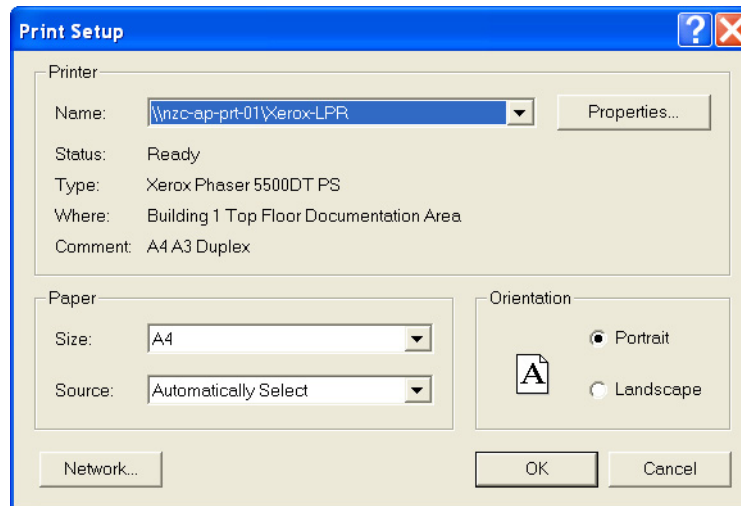 Print Setup
Printer
Name: \\nzc-ap-prt-01\Xerox-LPR Properties...
Status: Ready
Type: Xerox Phaser 5500DT PS
Where: Building 1 Top Floor Documentation Area
Comment: A4 A3 Duplex
Paper
Size: A4
Source: Automatically Select
Orientation
A
Portrait
Landscape
Network... OK Cancel